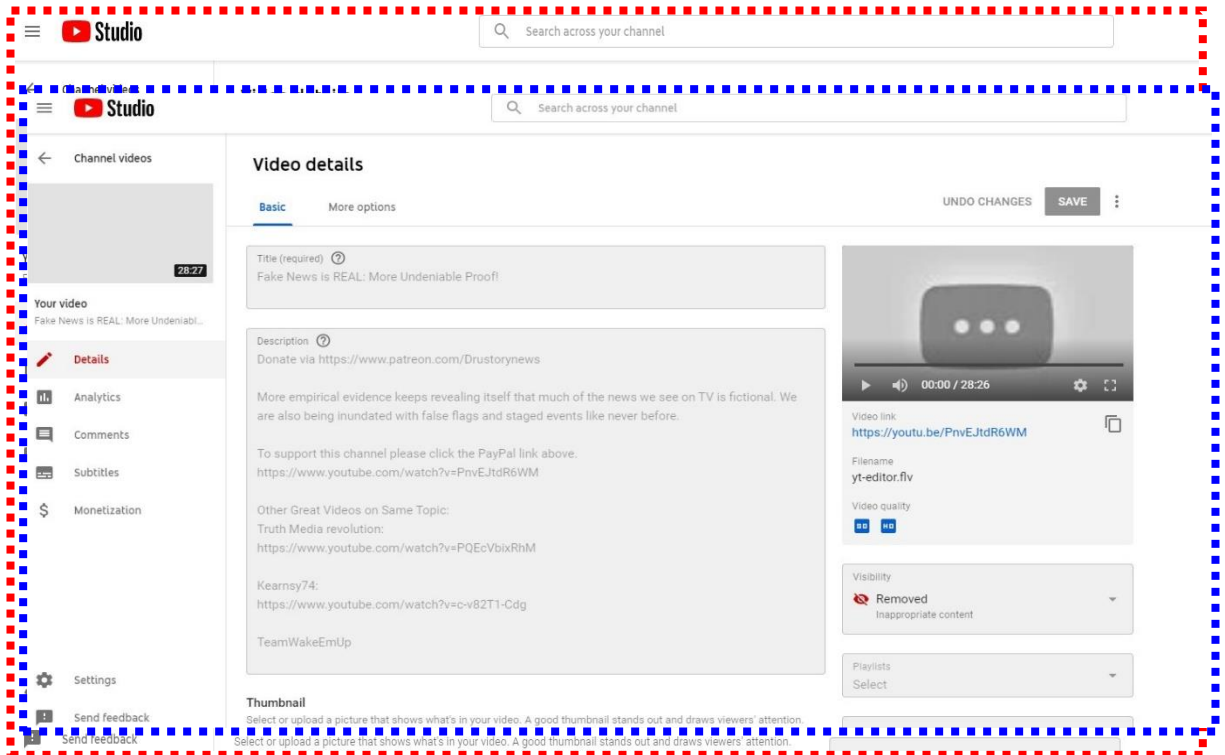 Studio
Search across your channel
Channel videos
Studio
Search across your channel
Channel videos
Video details
Basic
More options
UNDO CHANGES
SAVE
28:27
Your video
Fake News is REAL: More Undeniabl...
Details
Analytics
Comments
Subtitles
Monetization
Settings
Send feedback
Send feedback
Title (required)
Fake News is REAL: More Undeniable Proof!
Description
Donate via https://www.patreon.com/Drustorynews
More empirical evidence keeps revealing itself that much of the news we see on TV is fictional. We
are also being inundated with false flags and staged events like never before.
To support this channel please click the PayPal link above.
https://www.youtube.com/watch?v=PnvEJtdR6WM
Other Great Videos on Same Topic:
Truth Media revolution:
https://www.youtube.com/watch?v=PQEcVbixRhM
Kearnsy74:
https://www.youtube.com/watch?v=c-v82T1-Cdg
TeamWakeEmUp
Thumbnail
Select or upload a picture that shows what's in your video. A good thumbnail stands out and draws viewers' attention.
Select or upload a picture that shows what's in your video. A good thumbnail stands out and draws viewers' attention.
00:00 / 28:26
Video link
https://youtu.be/PnvEJtdR6WM
Filename
yt-editor.flv
Video quality
SD HD
Visibility
Removed
Inappropriate content
Playlists
Select